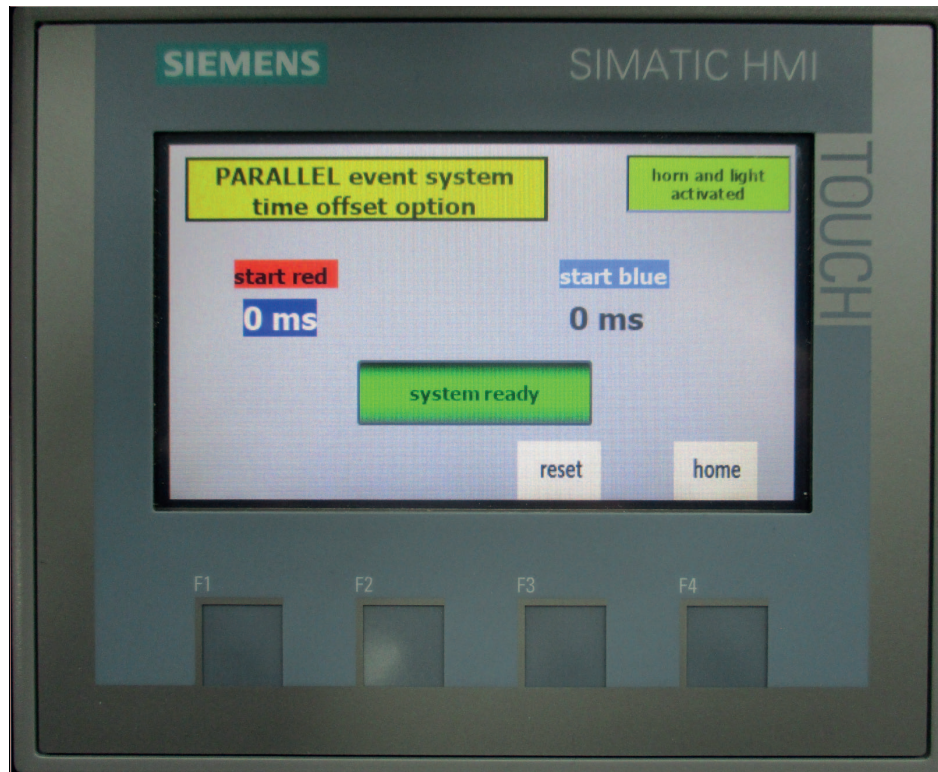 SIEMENS
SIMATIC HMI
TOUCH
PARALLEL event system
time offset option
horn and light
activated
start red
start blue
0 ms
0 ms
system ready
reset
home
F1
F2
F3
F4